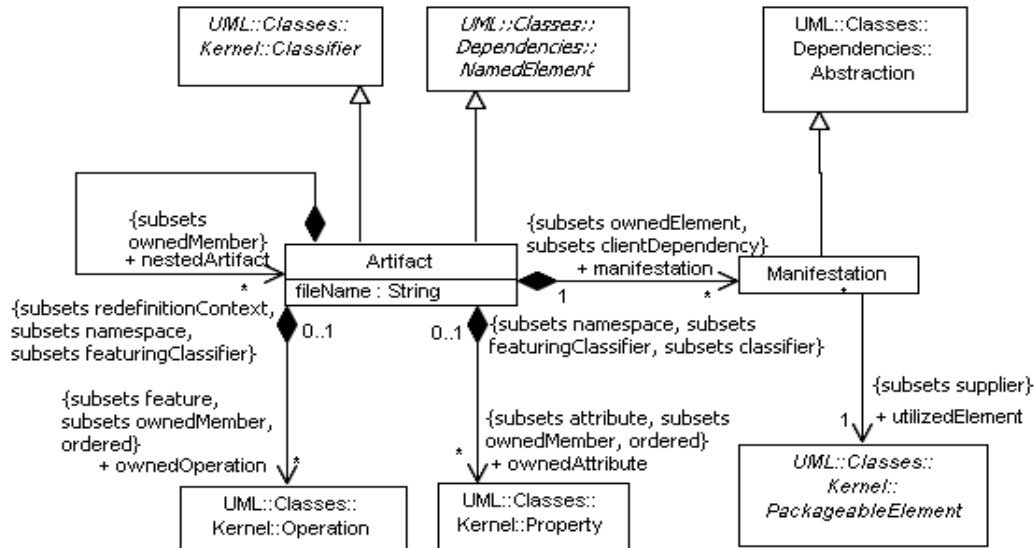 UML::Classes::
Kernel::Classifier
UML::Classes::
Dependencies::
NamedElement
UML::Classes::
Dependencies::
Abstraction
{subsets
ownedMember}
+ nestedArtifact
*
Artifact
fileName : String
{subsets ownedElement,
subsets clientDependency}
+ manifestation
1
*
Manifestation
*
{subsets redefinitionContext,
subsets namespace,
subsets featuringClassifier}
0..1
0..1
{subsets namespace, subsets
featuringClassifier, subsets classifier}
{subsets feature,
subsets ownedMember,
ordered}
+ ownedOperation
*
{subsets attribute, subsets
ownedMember, ordered}
* + ownedAttribute
{subsets supplier}
1 + utilizedElement
UML::Classes::
Kernel::Operation
UML::Classes::
Kernel::Property
UML::Classes::
Kernel::
PackageableElement